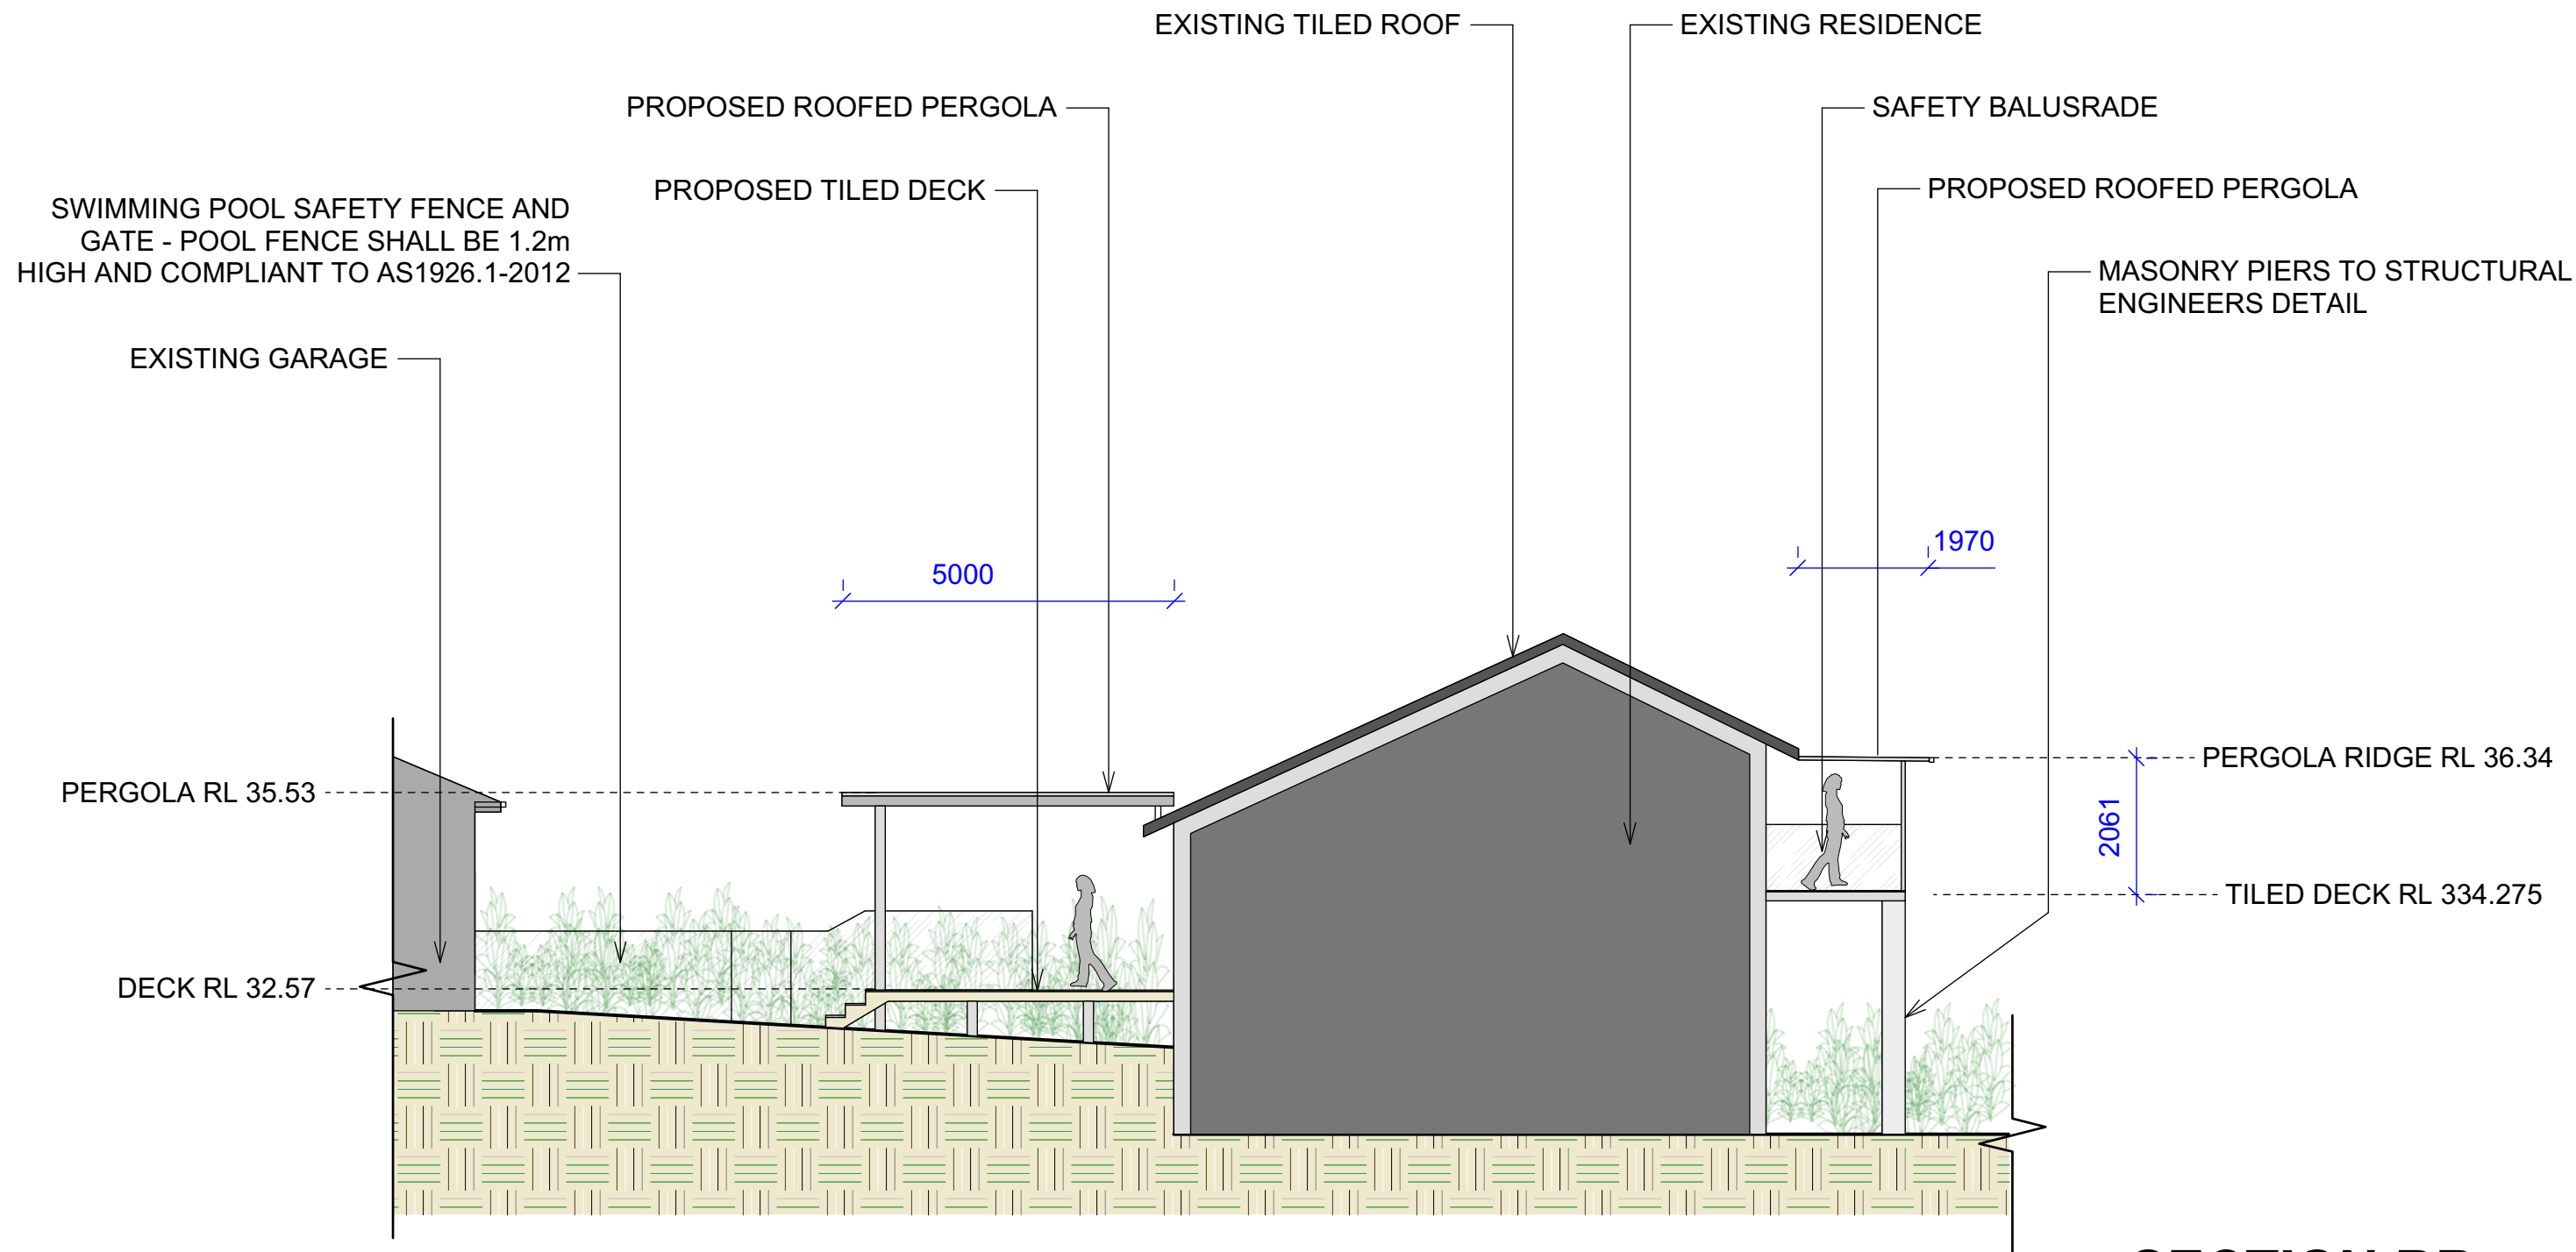 EXISTING TILED ROOF
EXISTING RESIDENCE
PROPOSED ROOFED PERGOLA
SAFETY BALUSRADE
PROPOSED TILED DECK
PROPOSED ROOFED PERGOLA
SWIMMING POOL SAFETY FENCE AND
GATE - POOL FENCE SHALL BE 1.2m
HIGH AND COMPLIANT TO AS1926.1-2012
MASONRY PIERS TO STRUCTURAL
ENGINEERS DETAIL
EXISTING GARAGE
1970
5000
PERGOLA RIDGE RL 36.34
PERGOLA RL 35.53
2061
TILED DECK RL 334.275
DECK RL 32.57